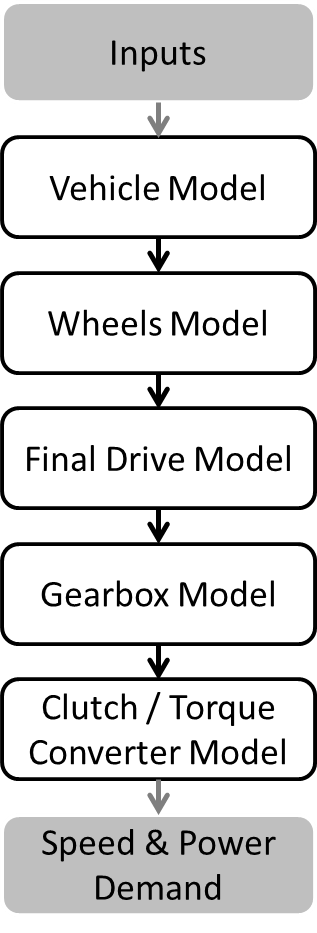 Inputs
Vehicle Model
Wheels Model
Final Drive Model
Gearbox Model
Clutch / Torque
Converter Model
Speed & Power
Demand